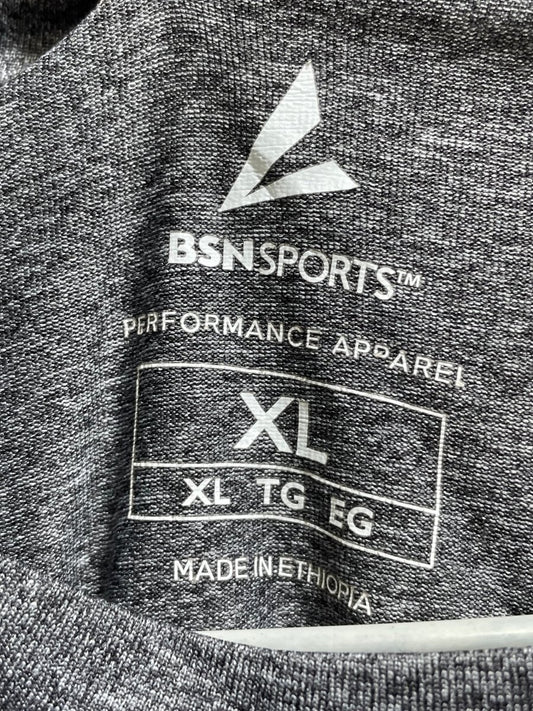 BSNSPORTS™
PERFORMANCE APPAREL
XL
XL TG EG
MADE IN ETHIOPIA